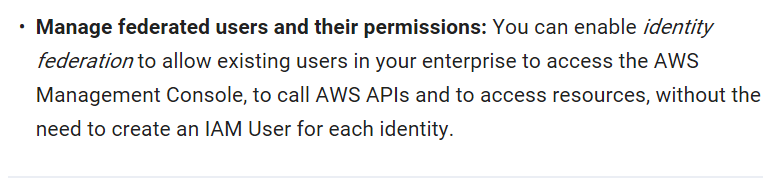 • Manage federated users and their permissions: You can enable identity
federation to allow existing users in your enterprise to access the AWS
Management Console, to call AWS APIs and to access resources, without the
need to create an IAM User for each identity.